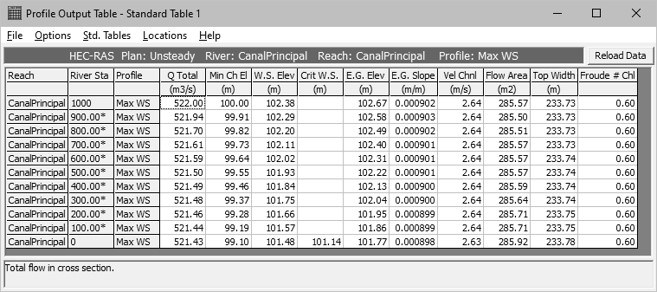 Profile Output Table - Standard Table 1
File Options Std. Tables Locations Help
HEC-RAS Plan: Unsteady River: CanalPrincipal Reach: CanalPrincipal Profile: Max WS Reload Data
Reach River Sta Profile Q Total Min Ch El W.S. Elev Crit W.S. E.G. Elev E.G. Slope Vel Chnl Flow Area Top Width Froude # Chl
(m3/s) (m) (m) (m) (m) (m/m) (m/s) (m2) (m)
CanalPrincipal 1000 Max WS 522.00 100.00 102.38 102.67 0.000902 2.64 285.57 233.73 0.60
CanalPrincipal 900.00* Max WS 521.94 99.91 102.29 102.58 0.000903 2.64 285.50 233.73 0.60
CanalPrincipal 800.00* Max WS 521.70 99.82 102.20 102.49 0.000902 2.64 285.51 233.73 0.60
CanalPrincipal 700.00* Max WS 521.61 99.73 102.11 102.40 0.000901 2.64 285.57 233.73 0.60
CanalPrincipal 600.00* Max WS 521.59 99.64 102.02 102.31 0.000901 2.64 285.57 233.74 0.60
CanalPrincipal 500.00* Max WS 521.50 99.55 101.93 102.22 0.000901 2.64 285.57 233.74 0.60
CanalPrincipal 400.00* Max WS 521.49 99.46 101.84 102.13 0.000900 2.64 285.59 233.74 0.60
CanalPrincipal 300.00* Max WS 521.48 99.37 101.75 102.04 0.000900 2.64 285.64 233.74 0.60
CanalPrincipal 200.00* Max WS 521.46 99.28 101.66 101.95 0.000899 2.64 285.71 233.75 0.60
CanalPrincipal 100.00* Max WS 521.44 99.19 101.57 101.86 0.000899 2.64 285.71 233.75 0.60
CanalPrincipal 0 Max WS 521.43 99.10 101.48 101.14 101.77 0.000898 2.63 285.92 233.78 0.60
Total flow in cross section.